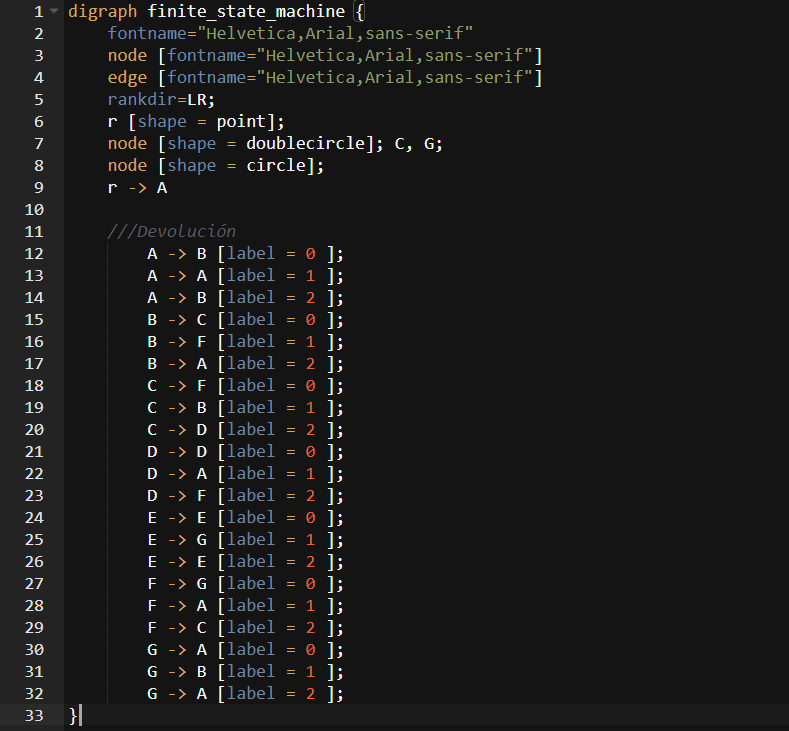 1 digraph finite_state_machine {
2 fontname="Helvetica,Arial,sans-serif"
3 node [fontname="Helvetica,Arial,sans-serif"]
4 edge [fontname="Helvetica,Arial,sans-serif"]
5 rankdir=LR;
6 r [shape = point];
7 node [shape = doublecircle]; C, G;
8 node [shape = circle];
9 r -> A
10
11 ///Devolución
12 A -> B [label = 0 ];
13 A -> A [label = 1 ];
14 A -> B [label = 2 ];
15 B -> C [label = 0 ];
16 B -> F [label = 1 ];
17 B -> A [label = 2 ];
18 C -> F [label = 0 ];
19 C -> B [label = 1 ];
20 C -> D [label = 2 ];
21 D -> D [label = 0 ];
22 D -> A [label = 1 ];
23 D -> F [label = 2 ];
24 E -> E [label = 0 ];
25 E -> G [label = 1 ];
26 E -> E [label = 2 ];
27 F -> G [label = 0 ];
28 F -> A [label = 1 ];
29 F -> C [label = 2 ];
30 G -> A [label = 0 ];
31 G -> B [label = 1 ];
32 G -> A [label = 2 ];
33 }